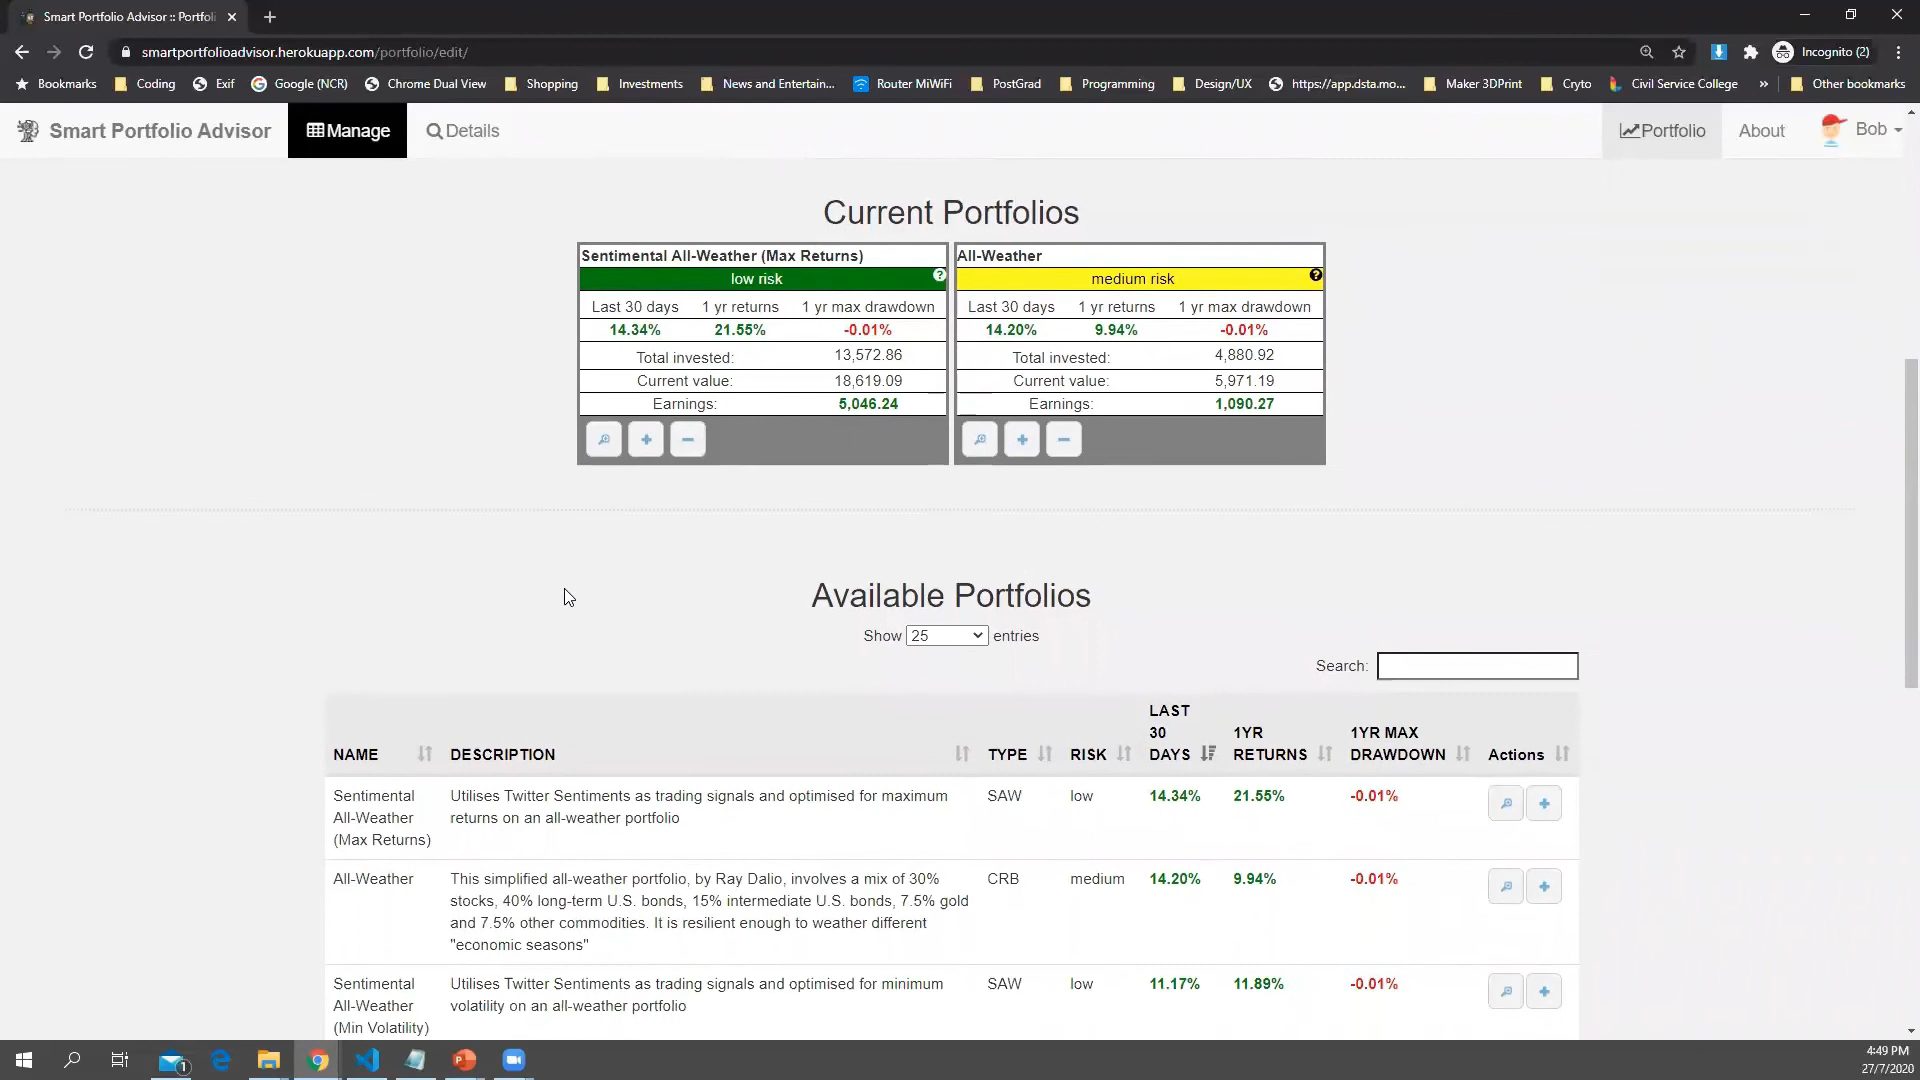 Smart Portfolio Advisor :: Portfoli
smartportfolioadvisor.herokuapp.com/portfolio/edit/
Incognito (2)
Bookmarks Coding Exif Google (NCR) Chrome Dual View Shopping Investments News and Entertain... Router MiWiFi PostGrad Programming Design/UX https://app.dsta.mo... Maker 3DPrint Cryto Civil Service College » Other bookmarks
Smart Portfolio Advisor Manage Details Portfolio About Bob
Current Portfolios
Sentimental All-Weather (Max Returns)
low risk ?
Last 30 days 1 yr returns 1 yr max drawdown
14.34% 21.55% -0.01%
Total invested: 13,572.86
Current value: 18,619.09
Earnings: 5,046.24
All-Weather
medium risk ?
Last 30 days 1 yr returns 1 yr max drawdown
14.20% 9.94% -0.01%
Total invested: 4,880.92
Current value: 5,971.19
Earnings: 1,090.27
Available Portfolios
Show 25 entries
Search:
NAME DESCRIPTION TYPE RISK LAST 30 DAYS 1YR RETURNS 1YR MAX DRAWDOWN Actions
Sentimental
All-Weather
(Max Returns)
Utilises Twitter Sentiments as trading signals and optimised for maximum
returns on an all-weather portfolio
SAW low 14.34% 21.55% -0.01%
All-Weather
This simplified all-weather portfolio, by Ray Dalio, involves a mix of 30%
stocks, 40% long-term U.S. bonds, 15% intermediate U.S. bonds, 7.5% gold
and 7.5% other commodities. It is resilient enough to weather different
"economic seasons"
CRB medium 14.20% 9.94% -0.01%
Sentimental
All-Weather
(Min Volatility)
Utilises Twitter Sentiments as trading signals and optimised for minimum
volatility on an all-weather portfolio
SAW low 11.17% 11.89% -0.01%
1
4:49 PM
27/7/2020